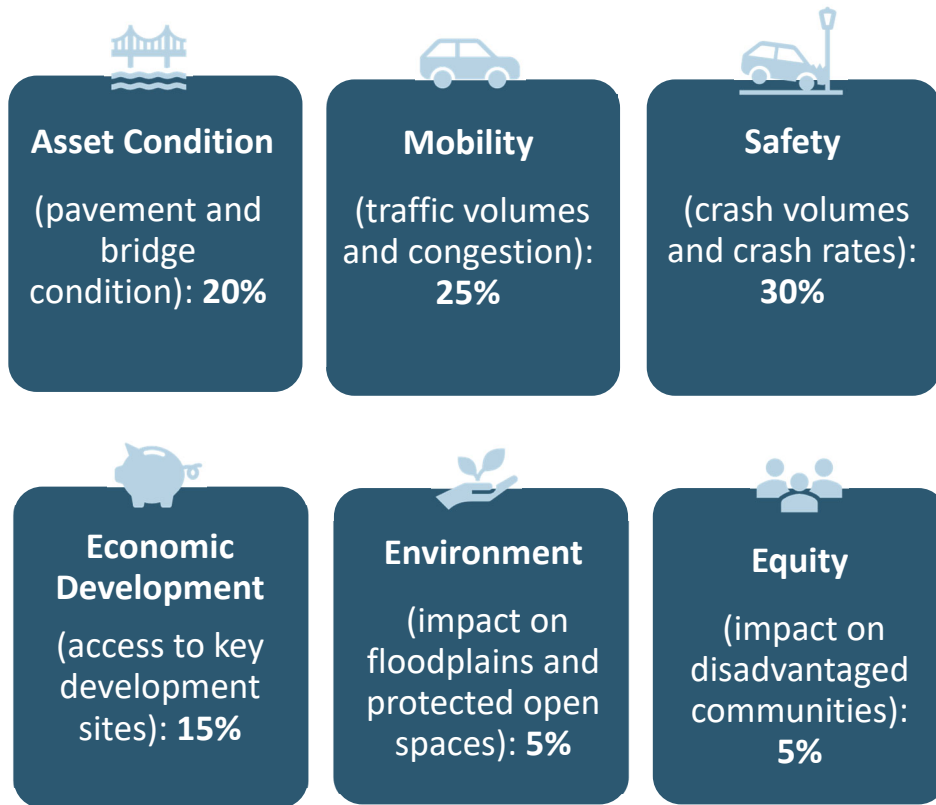 Asset Condition
(pavement and
bridge
condition): 20%
Mobility
(traffic volumes
and congestion):
25%
Safety
(crash volumes
and crash rates):
30%
Economic
Development
(access to key
development
sites): 15%
Environment
(impact on
floodplains and
protected open
spaces): 5%
Equity
(impact on
disadvantaged
communities):
5%